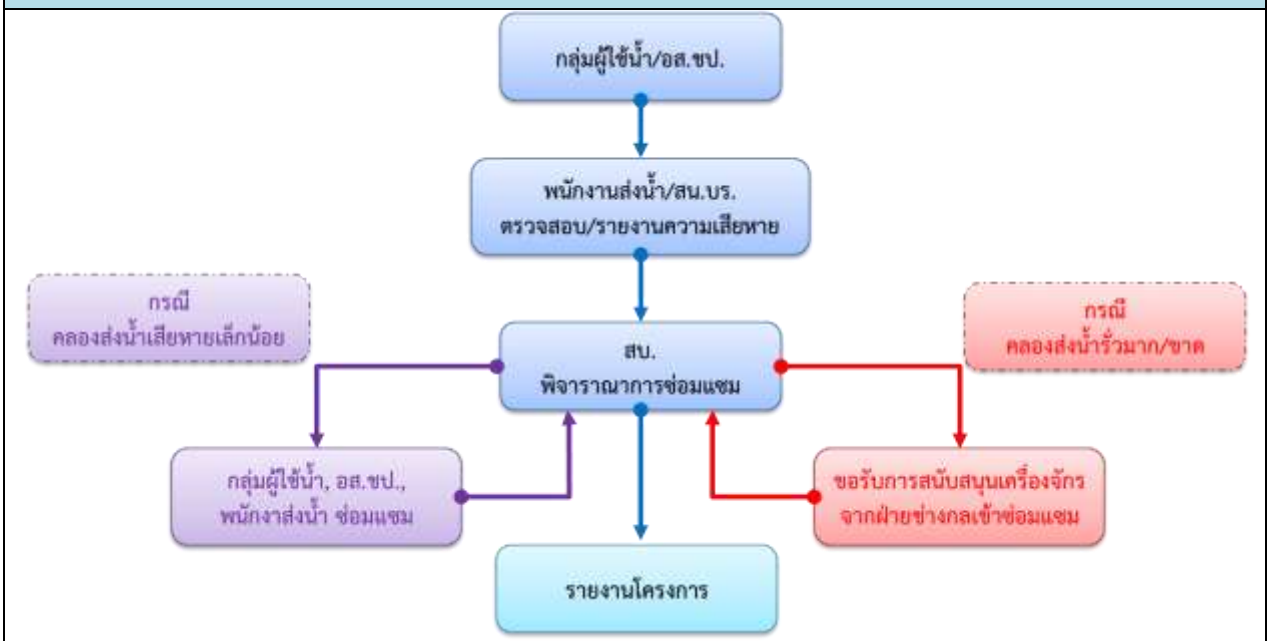 กลุ่มผู้ใช้น้ำ/อส.ชป.
พนักงานส่งน้ำ/สน.บร.
ตรวจสอบ/รายงานความเสียหาย
กรณี
คลองส่งน้ำเสียหายเล็กน้อย
สบ.
พิจาราณาการซ่อมแซม
กรณี
คลองส่งน้ำรั่วมาก/ขาด
กลุ่มผู้ใช้น้ำ, อส.ชป.,
พนักงาส่งน้ำ ซ่อมแซม
ขอรับการสนับสนุนเครื่องจักร
จากฝ่ายช่างกลเข้าซ่อมแซม
รายงานโครงการ